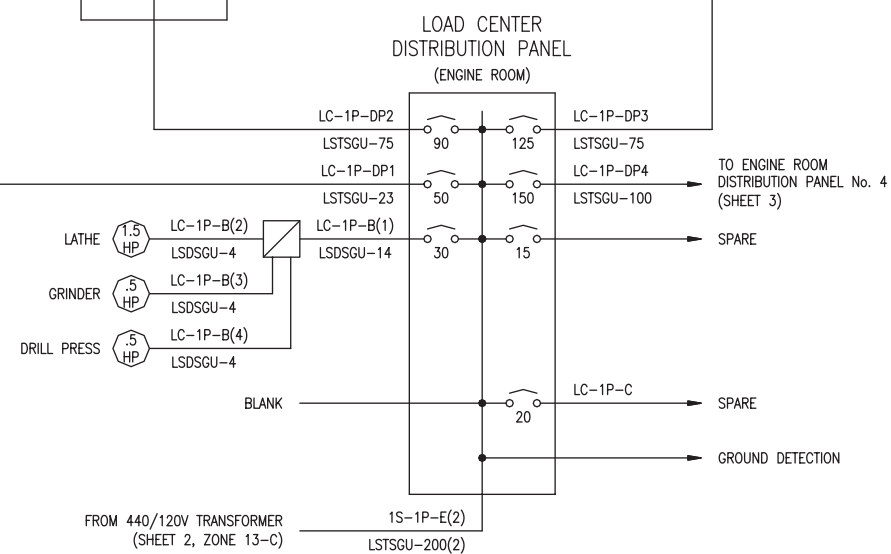 LOAD CENTER
DISTRIBUTION PANEL
(ENGINE ROOM)
LC-1P-DP2
LSTSGU-75
90
125
LC-1P-DP3
LSTSGU-75
LC-1P-DP1
LSTSGU-23
50
150
LC-1P-DP4
LSTSGU-100
TO ENGINE ROOM
DISTRIBUTION PANEL No. 4
(SHEET 3)
LATHE
1.5
HP
LC-1P-B(2)
LSDSGU-4
LC-1P-B(1)
LSDSGU-14
30
15
SPARE
GRINDER
.5
HP
LC-1P-B(3)
LSDSGU-4
DRILL PRESS
.5
HP
LC-1P-B(4)
LSDSGU-4
BLANK
20
LC-1P-C
SPARE
GROUND DETECTION
FROM 440/120V TRANSFORMER
(SHEET 2, ZONE 13-C)
1S-1P-E(2)
LSTSGU-200(2)